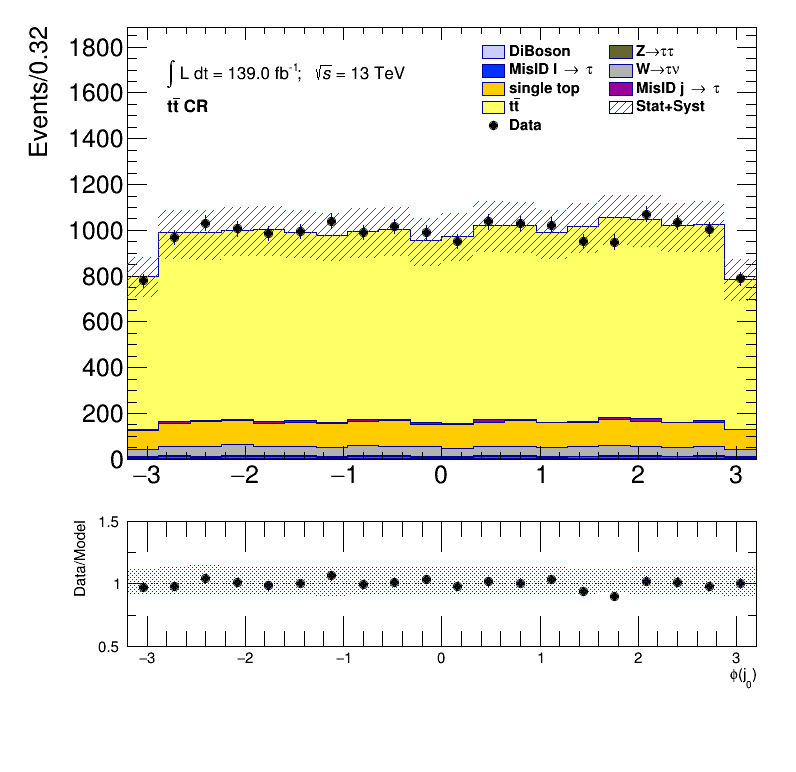 Events/0.32
1800
1600
1400
1200
1000
800
600
400
200
0
∫ L dt = 139.0 fb⁻¹; √s = 13 TeV
tt̅ CR
DiBoson
Z→ττ
MisID l → τ
W→τν
single top
MisID j → τ
tt̅
Stat+Syst
Data
−3 −2 −1 0 1 2 3
Data/Model
1.5
1
0.5
−3 −2 −1 0 1 2 3
ϕ(j₀)